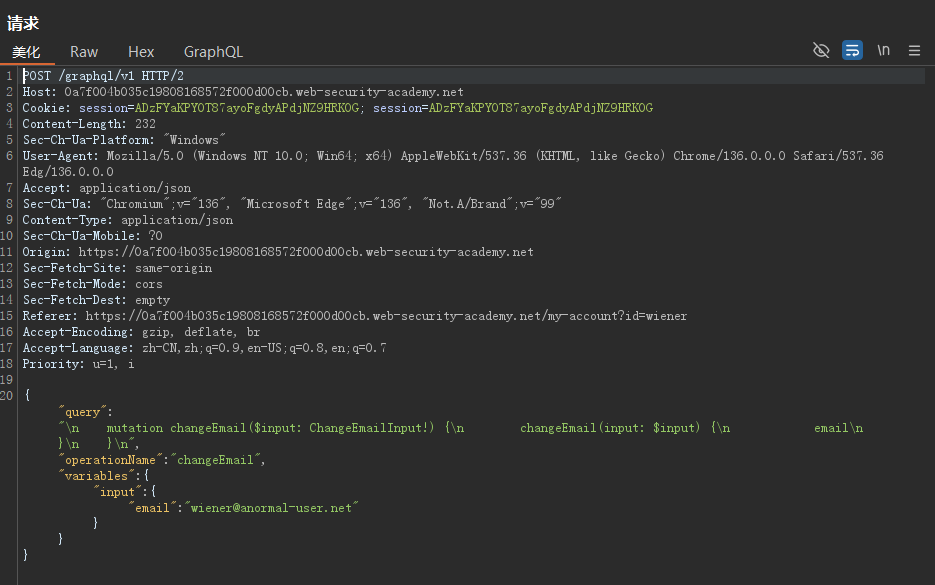 请求
美化 Raw Hex GraphQL \n
1 POST /graphql/v1 HTTP/2
2 Host: 0a7f004b035c19808168572f000d00cb.web-security-academy.net
3 Cookie: session=ADzFYaKPYOT87ayoFgdyAPdjNZ9HRKOG; session=ADzFYaKPYOT87ayoFgdyAPdjNZ9HRKOG
4 Content-Length: 232
5 Sec-Ch-Ua-Platform: "Windows"
6 User-Agent: Mozilla/5.0 (Windows NT 10.0; Win64; x64) AppleWebKit/537.36 (KHTML, like Gecko) Chrome/136.0.0.0 Safari/537.36
Edg/136.0.0.0
7 Accept: application/json
8 Sec-Ch-Ua: "Chromium";v="136", "Microsoft Edge";v="136", "Not.A/Brand";v="99"
9 Content-Type: application/json
10 Sec-Ch-Ua-Mobile: ?0
11 Origin: https://0a7f004b035c19808168572f000d00cb.web-security-academy.net
12 Sec-Fetch-Site: same-origin
13 Sec-Fetch-Mode: cors
14 Sec-Fetch-Dest: empty
15 Referer: https://0a7f004b035c19808168572f000d00cb.web-security-academy.net/my-account?id=wiener
16 Accept-Encoding: gzip, deflate, br
17 Accept-Language: zh-CN,zh;q=0.9,en-US;q=0.8,en;q=0.7
18 Priority: u=1, i
19
20 {
"query":
"\n    mutation changeEmail($input: ChangeEmailInput!) {\n        changeEmail(input: $input) {\n            email\n
}\n    }\n",
"operationName":"changeEmail",
"variables":{
"input":{
"email":"wiener@anormal-user.net"
}
}
}